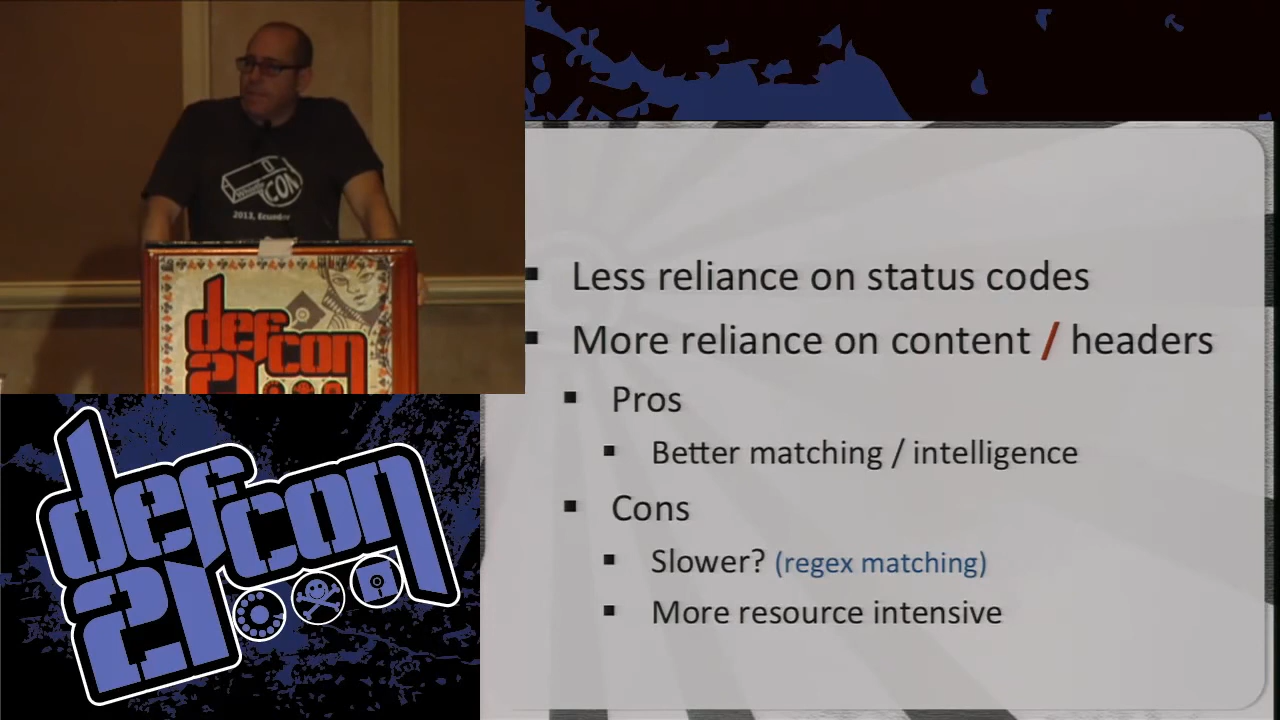 CON
2013, Ecuador
defcon
21
Less reliance on status codes
More reliance on content / headers
Pros
Better matching / intelligence
Cons
Slower? (regex matching)
More resource intensive
defcon
21